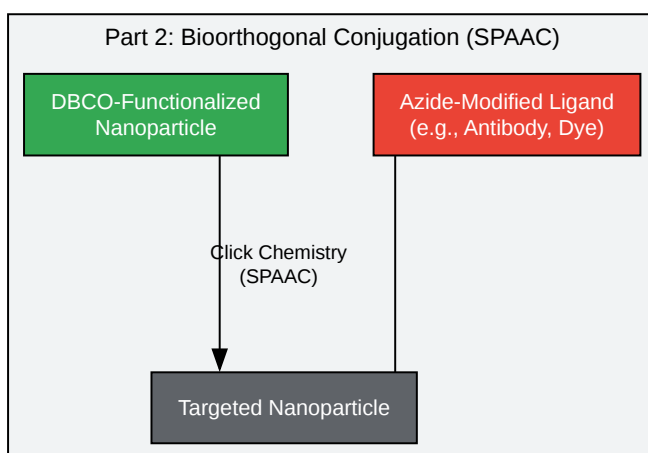 Part 2: Bioorthogonal Conjugation (SPAAC)
DBCO-Functionalized
Nanoparticle
Azide-Modified Ligand
(e.g., Antibody, Dye)
Click Chemistry
(SPAAC)
Targeted Nanoparticle